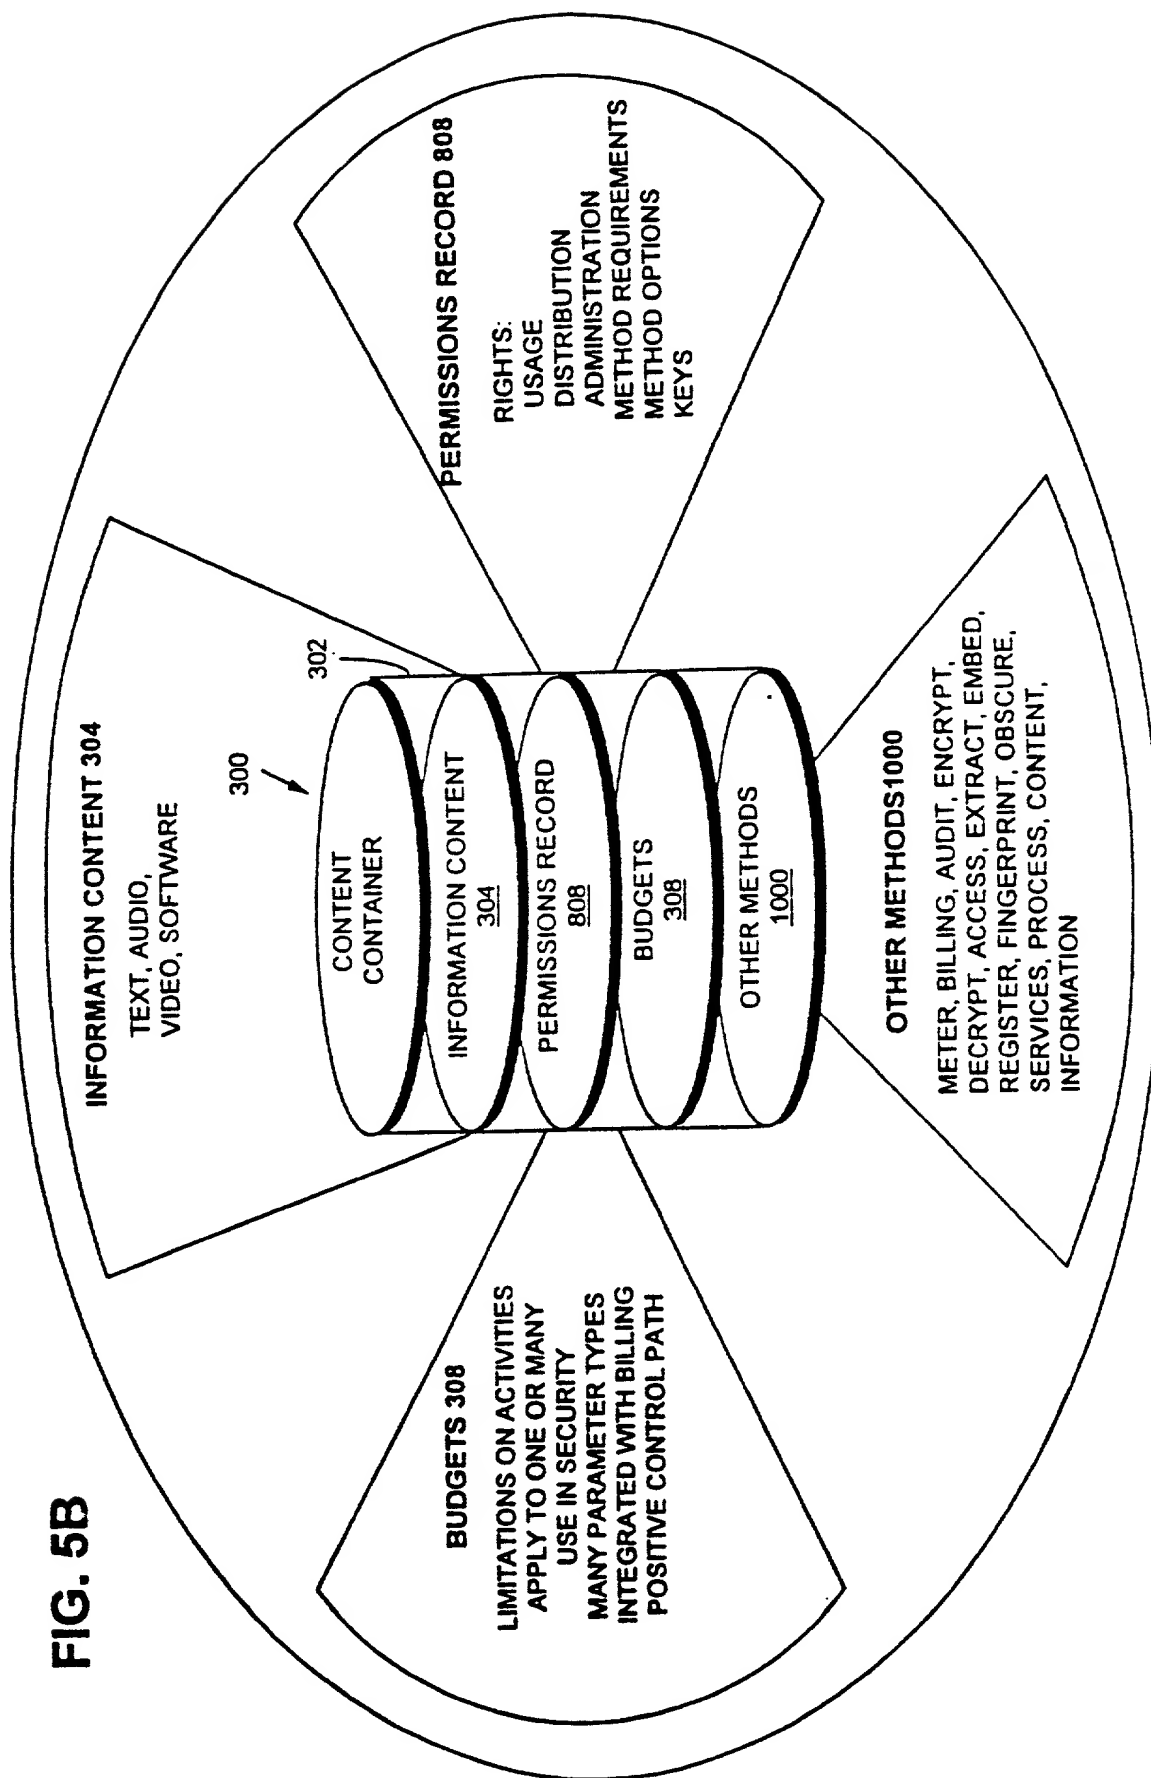 FIG. 5B
INFORMATION CONTENT 304
TEXT, AUDIO,
VIDEO, SOFTWARE
300
302
CONTENT
CONTAINER
INFORMATION CONTENT
304
PERMISSIONS RECORD
808
BUDGETS
308
OTHER METHODS
1000
BUDGETS 308
LIMITATIONS ON ACTIVITIES
APPLY TO ONE OR MANY
USE IN SECURITY
MANY PARAMETER TYPES
INTEGRATED WITH BILLING
POSITIVE CONTROL PATH
PERMISSIONS RECORD 808
RIGHTS:
USAGE
DISTRIBUTION
ADMINISTRATION
METHOD REQUIREMENTS
METHOD OPTIONS
KEYS
OTHER METHODS1000
METER, BILLING, AUDIT, ENCRYPT,
DECRYPT, ACCESS, EXTRACT, EMBED,
REGISTER, FINGERPRINT, OBSCURE,
SERVICES, PROCESS, CONTENT,
INFORMATION